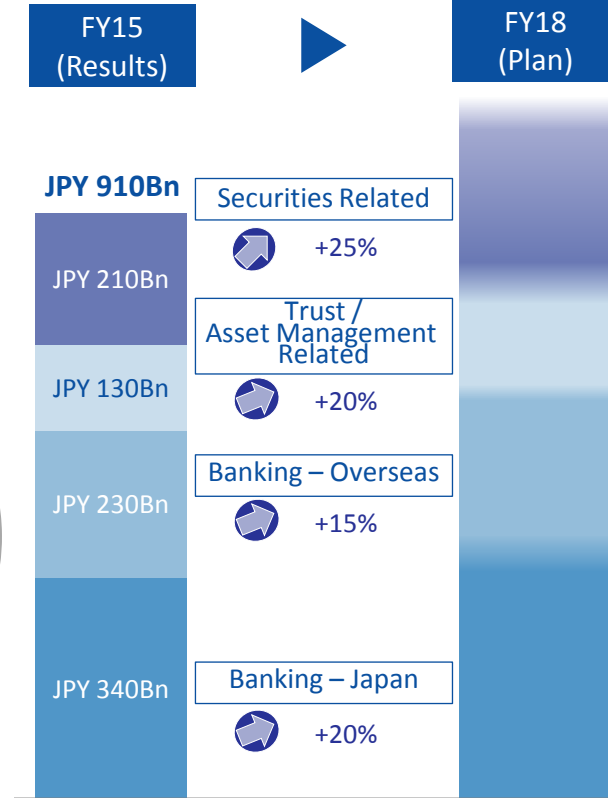 FY15
(Results)
FY18
(Plan)
JPY 910Bn
Securities Related
+25%
JPY 210Bn
Trust /
Asset Management
Related
JPY 130Bn
+20%
Banking – Overseas
JPY 230Bn
+15%
Banking – Japan
JPY 340Bn
+20%